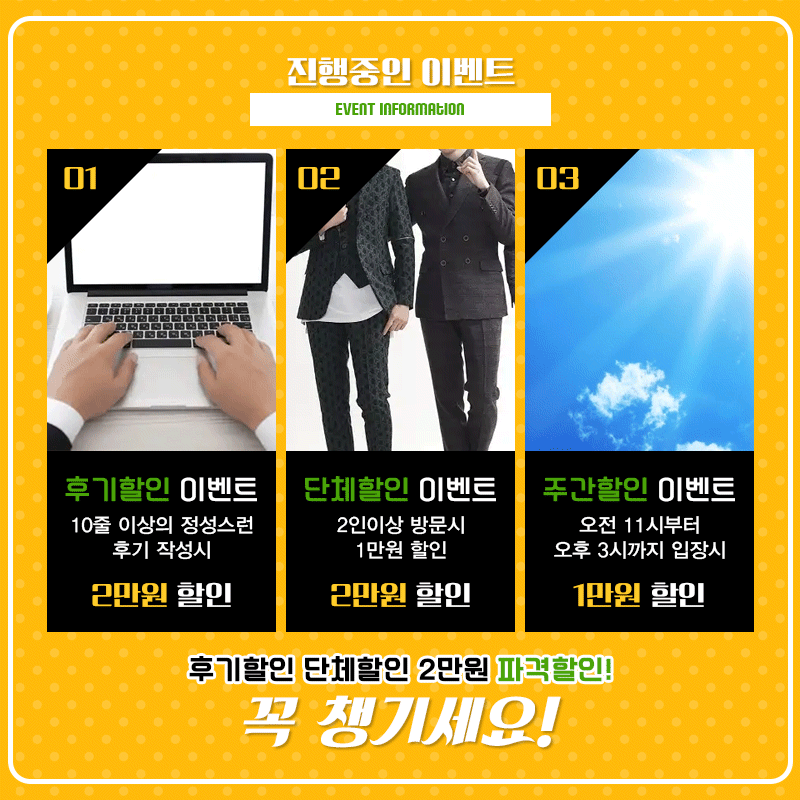 진행중인 이벤트
EVENT INFORMATION
01
02
03
후기할인 이벤트
10줄 이상의 정성스런
후기 작성시
2만원 할인
단체할인 이벤트
2인이상 방문시
1만원 할인
2만원 할인
주간할인 이벤트
오전 11시부터
오후 3시까지 입장시
1만원 할인
후기할인 단체할인 2만원 파격할인!
꼭 챙기세요!